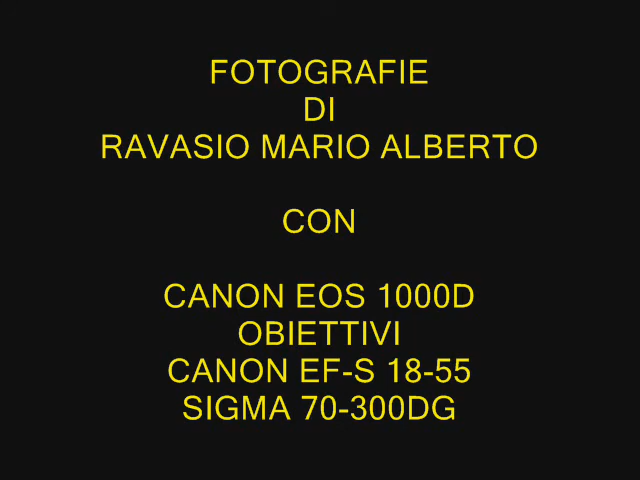 FOTOGRAFIE
DI
RAVASIO MARIO ALBERTO
CON
CANON EOS 1000D
OBIETTIVI
CANON EF-S 18-55
SIGMA 70-300DG